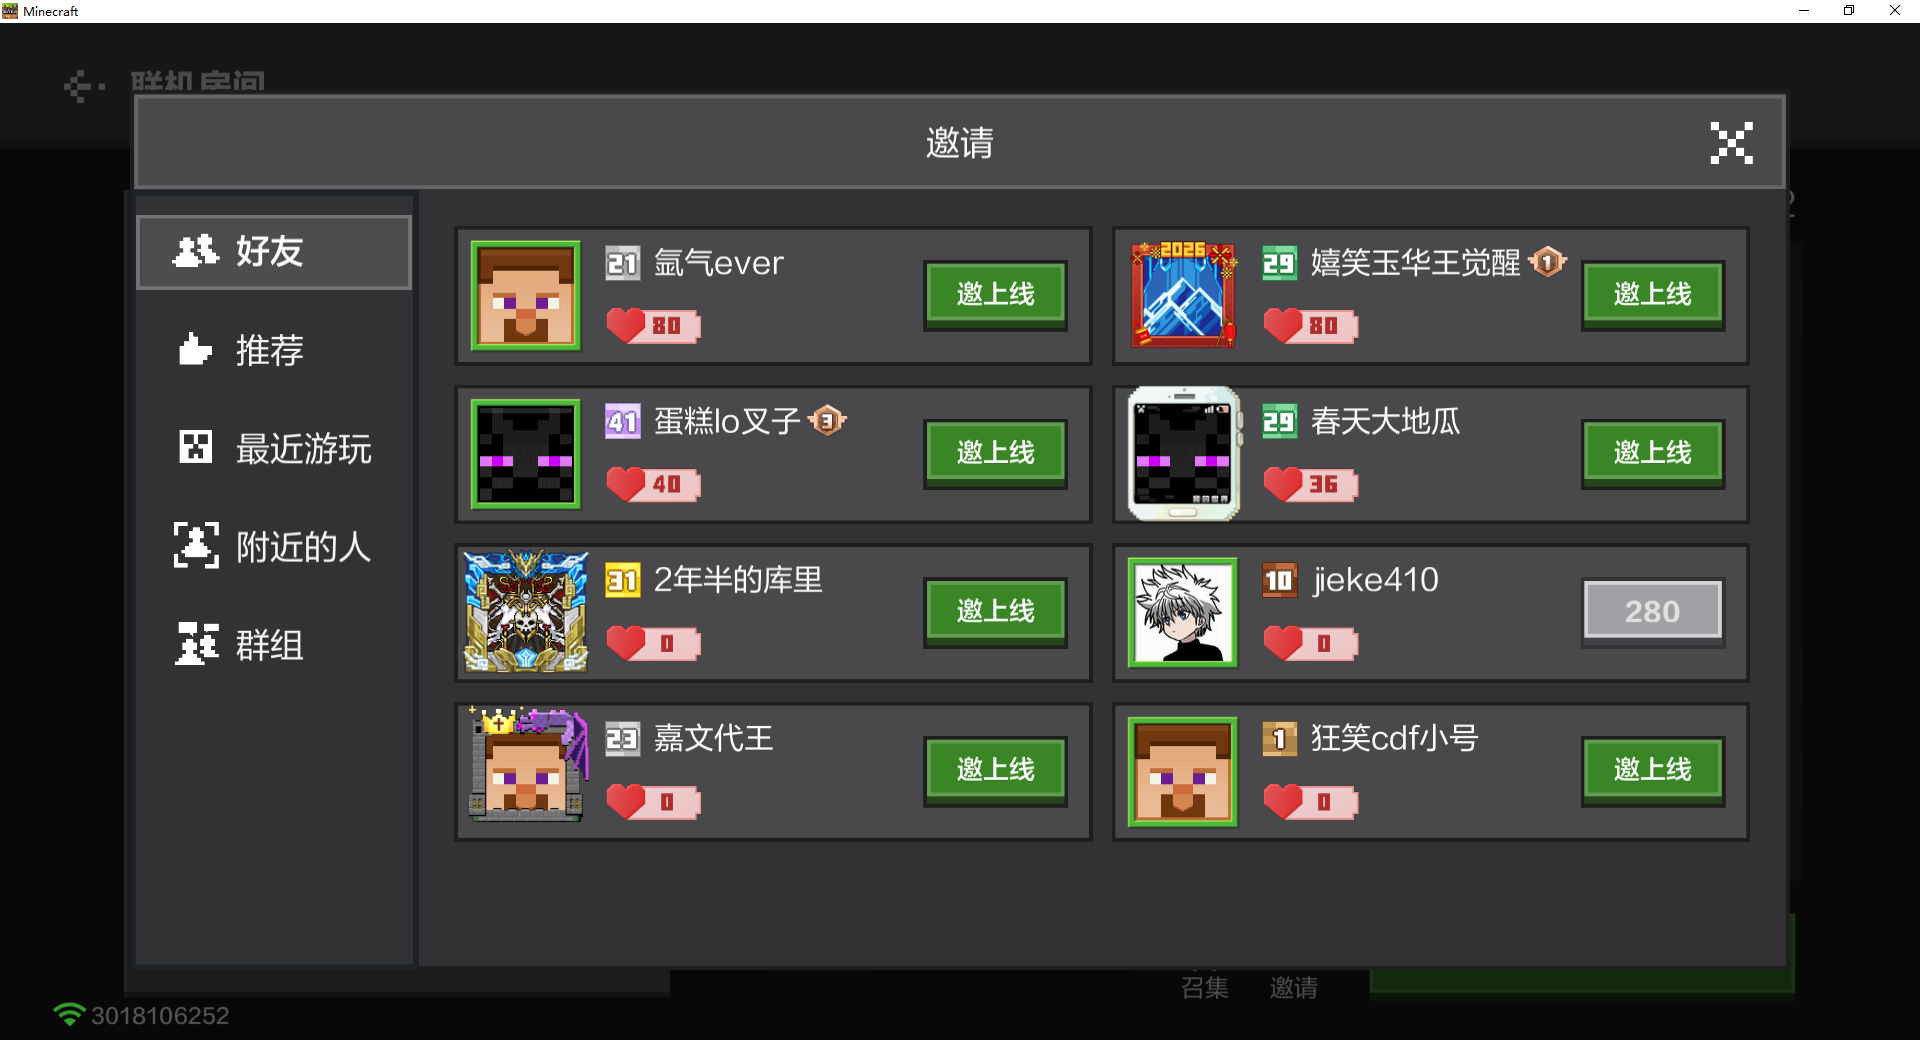 Minecraft
联机房间
邀请
好友
推荐
最近游玩
附近的人
群组
21 氩气ever
80
邀上线
2026
29 嬉笑玉华王觉醒 1
80
邀上线
41 蛋糕lo叉子 3
40
邀上线
29 春天大地瓜
36
邀上线
31 2年半的库里
0
邀上线
10 jieke410
0
280
23 嘉文代王
0
邀上线
1 狂笑cdf小号
0
邀上线
召集
邀请
3018106252